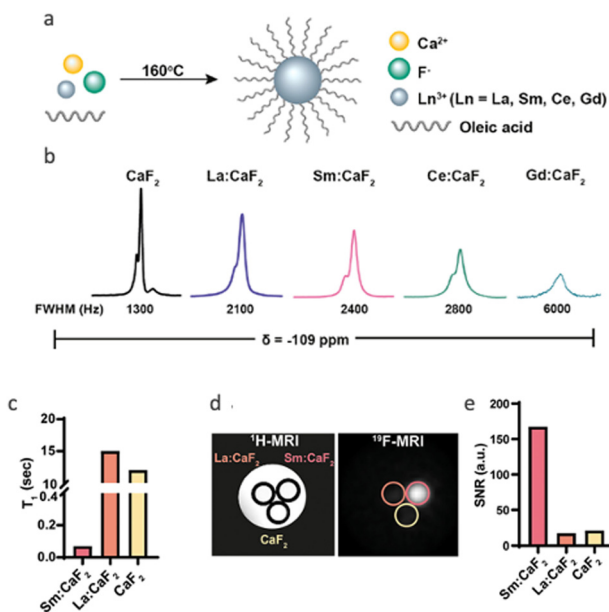 a
160°C
Ca²⁺
F⁻
Ln³⁺(Ln = La, Sm, Ce, Gd)
Oleic acid
b
CaF₂ La:CaF₂ Sm:CaF₂ Ce:CaF₂ Gd:CaF₂
FWHM (Hz) 1300 2100 2400 2800 6000
δ = -109 ppm
c
T₁ (sec)
20
15
10
0.4
0.2
0.0
Sm:CaF₂ La:CaF₂ CaF₂
d
¹H-MRI
La:CaF₂ Sm:CaF₂
CaF₂
¹⁹F-MRI
e
SNR (a.u.)
200
150
100
50
0
Sm:CaF₂ La:CaF₂ CaF₂